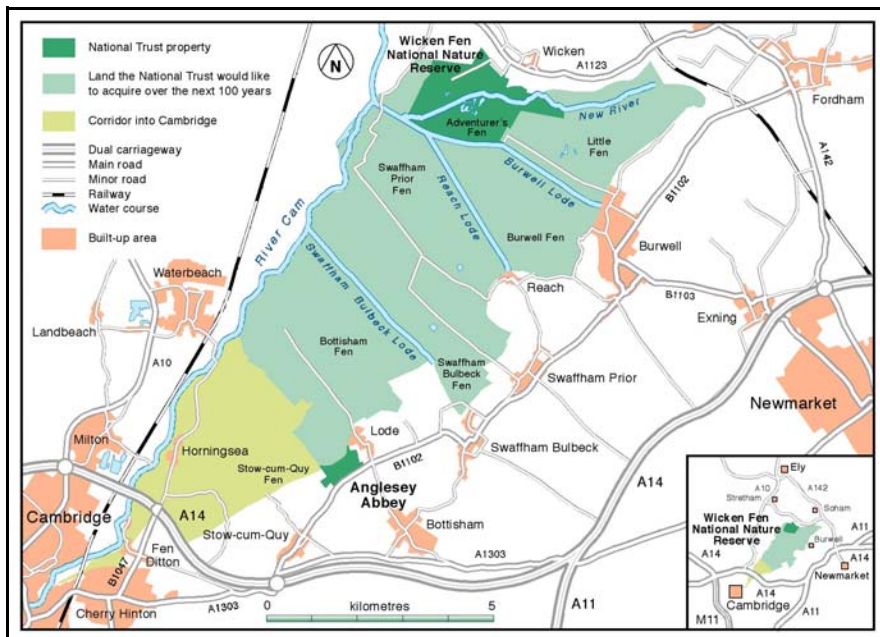 National Trust property
Land the National Trust would like
to acquire over the next 100 years
Corridor into Cambridge
Dual carriageway
Main road
Minor road
Railway
Water course
Built-up area
N
Wicken Fen
National Nature
Reserve
Wicken
A1123
Fordham
New River
Adventurer's
Fen
Little
Fen
A142
Swaffham
Prior
Fen
Reach Lode
Burwell Lode
B1102
River Cam
Burwell Fen
Burwell
Waterbeach
Swaffham Bulbeck Lode
Reach
B1103
Exning
Landbeach
A10
Bottisham
Fen
Swaffham
Bulbeck
Fen
Swaffham Prior
Newmarket
Milton
Horningsea
Lode
B1102
Swaffham Bulbeck
Stow-cum-Quy
Fen
Anglesey
Abbey
A14
Cambridge
A14
Bottisham
Stow-cum-Quy
Fen
Ditton
B1047
A1303
Cherry Hinton
A1303
0
kilometres
5
A11
Ely
A10
A142
Stretham
Soham
Wicken Fen
National Nature
Reserve
A11
Burwell
A14
A14
Newmarket
A14
Cambridge
M11
A11